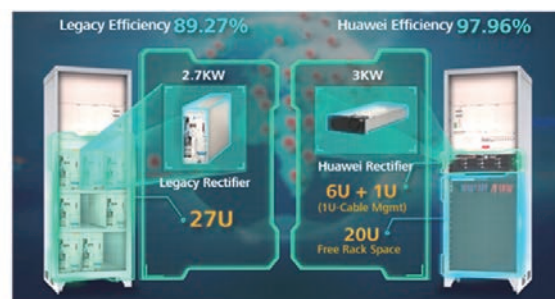 Legacy Efficiency 89.27%
Huawei Efficiency 97.96%
2.7KW
Legacy Rectifier
27U
3KW
Huawei Rectifier
6U + 1U
(1U-Cable Mgmt)
20U
Free Rack Space